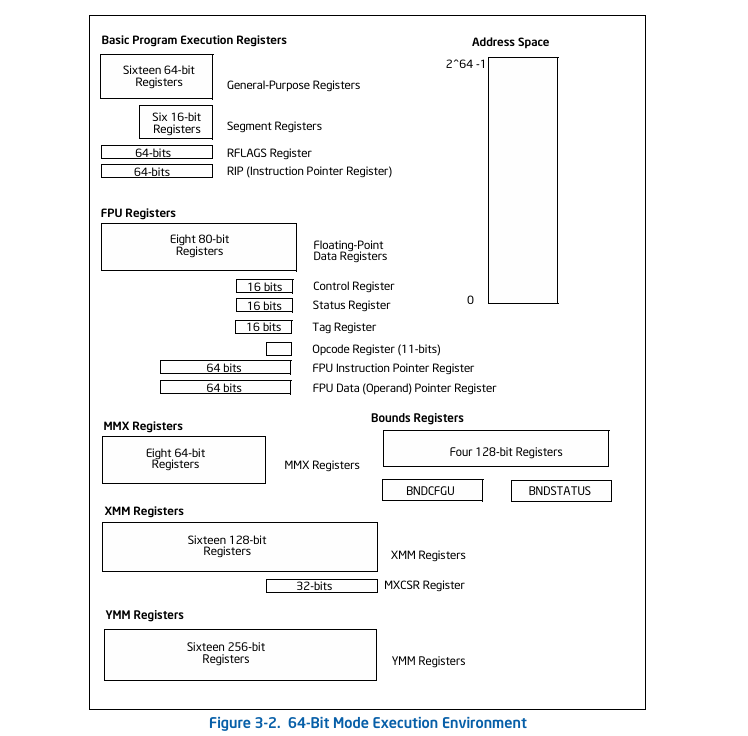 Basic Program Execution Registers
Address Space
Sixteen 64-bit
Registers
General-Purpose Registers
2^64 -1
Six 16-bit
Registers
Segment Registers
64-bits
RFLAGS Register
64-bits
RIP (Instruction Pointer Register)
FPU Registers
Eight 80-bit
Registers
Floating-Point
Data Registers
0
16 bits
Control Register
16 bits
Status Register
16 bits
Tag Register
Opcode Register (11-bits)
64 bits
FPU Instruction Pointer Register
64 bits
FPU Data (Operand) Pointer Register
MMX Registers
Eight 64-bit
Registers
MMX Registers
Bounds Registers
Four 128-bit Registers
BNDCFGU
BNDSTATUS
XMM Registers
Sixteen 128-bit
Registers
XMM Registers
32-bits
MXCSR Register
YMM Registers
Sixteen 256-bit
Registers
YMM Registers
Figure 3-2. 64-Bit Mode Execution Environment